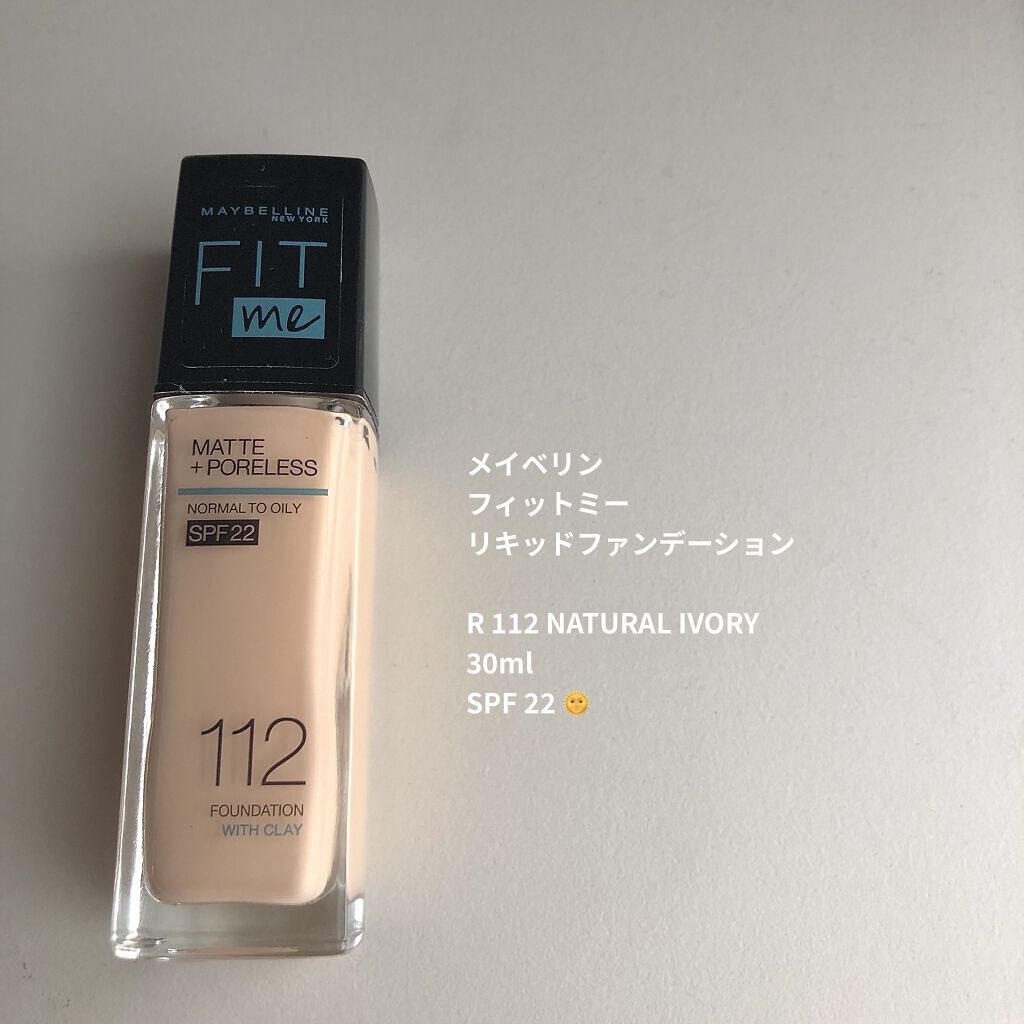 MAYBELLINE
NEW YORK
FIT
me
MATTE
+ PORELESS
NORMAL TO OILY
SPF 22
112
FOUNDATION
WITH CLAY
メイベリン
フィットミー
リキッドファンデーション
R 112 NATURAL IVORY
30ml
SPF 22 🌞